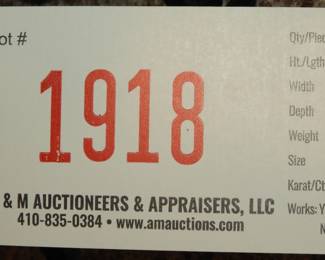 ot #
1918
& M AUCTIONEERS & APPRAISERS, LLC
410-835-0384 • www.amauctions.com
Qty/Piec
Ht./Lgth
Width
Depth
Weight
Size
Karat/Ct
Works: Y
N